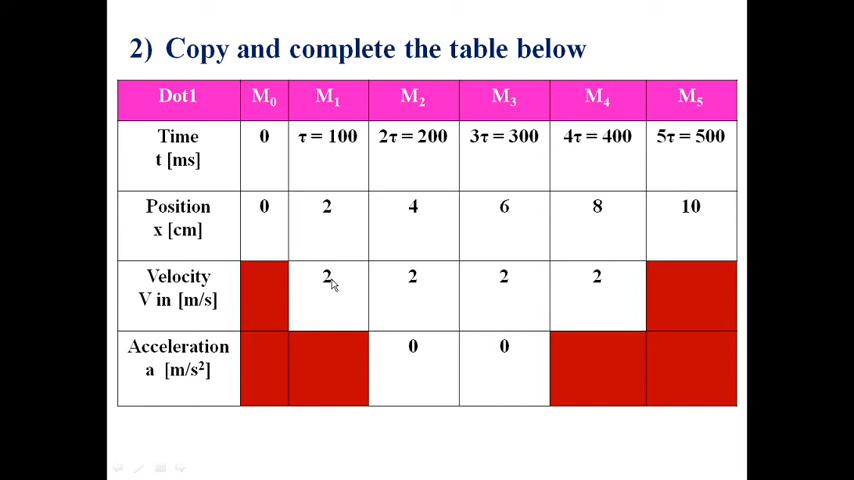 2) Copy and complete the table below
Dot1 M₀ M₁ M₂ M₃ M₄ M₅
Time
t [ms] 0 τ = 100 2τ = 200 3τ = 300 4τ = 400 5τ = 500
Position
x [cm] 0 2 4 6 8 10
Velocity
V in [m/s] 2 2 2 2
Acceleration
a [m/s²] 0 0